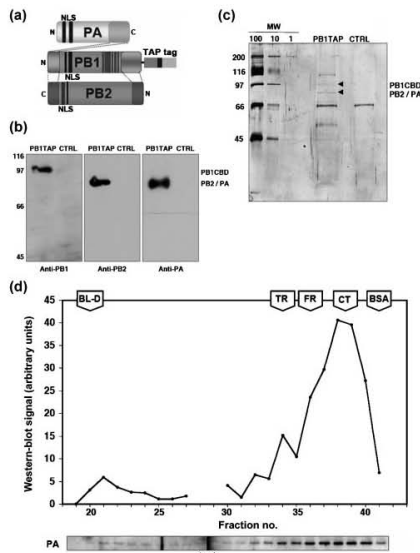 (a)
NLS
N PA C
TAP tag
N PB1 C
NLS
N PB2 C
NLS
(b)
PB1TAP CTRL PB1TAP CTRL PB1TAP CTRL
116
97
66
45
PB1CBD
PB2 / PA
Anti-PB1 Anti-PB2 Anti-PA
(c)
MW
100 10 1 PB1TAP CTRL
200
116
97
66
45
PB1CBD
PB2 / PA
(d)
BL-D TR FR CT BSA
Western-blot signal (arbitrary units)
45
40
35
30
25
20
15
10
5
0
20 25 30 35 40
Fraction no.
PA